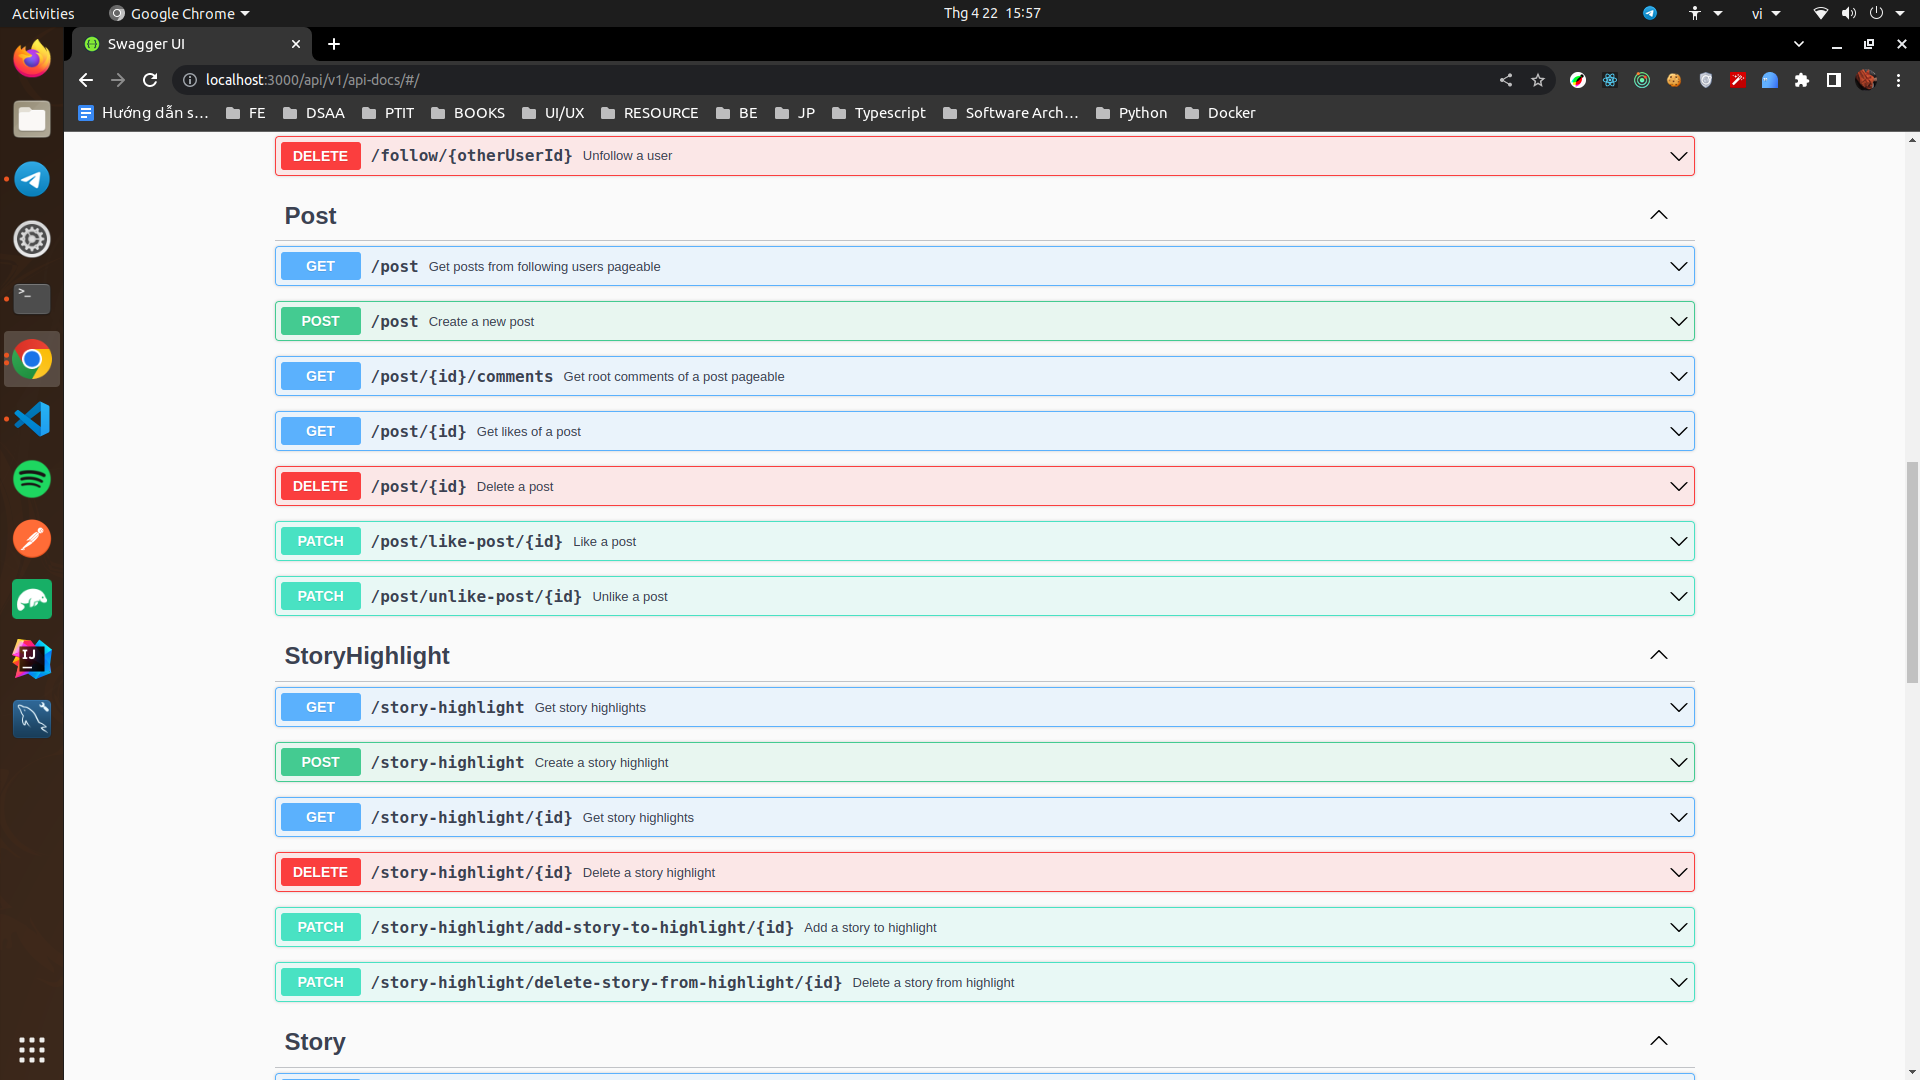 Activities Google Chrome Thg 4 22 15:57 vi
Swagger UI
localhost:3000/api/v1/api-docs/#/
Hướng dẫn s... FE DSAA PTIT BOOKS UI/UX RESOURCE BE JP Typescript Software Arch... Python Docker
DELETE /follow/{otherUserId} Unfollow a user
Post
GET /post Get posts from following users pageable
POST /post Create a new post
GET /post/{id}/comments Get root comments of a post pageable
GET /post/{id} Get likes of a post
DELETE /post/{id} Delete a post
PATCH /post/like-post/{id} Like a post
PATCH /post/unlike-post/{id} Unlike a post
StoryHighlight
GET /story-highlight Get story highlights
POST /story-highlight Create a story highlight
GET /story-highlight/{id} Get story highlights
DELETE /story-highlight/{id} Delete a story highlight
PATCH /story-highlight/add-story-to-highlight/{id} Add a story to highlight
PATCH /story-highlight/delete-story-from-highlight/{id} Delete a story from highlight
Story